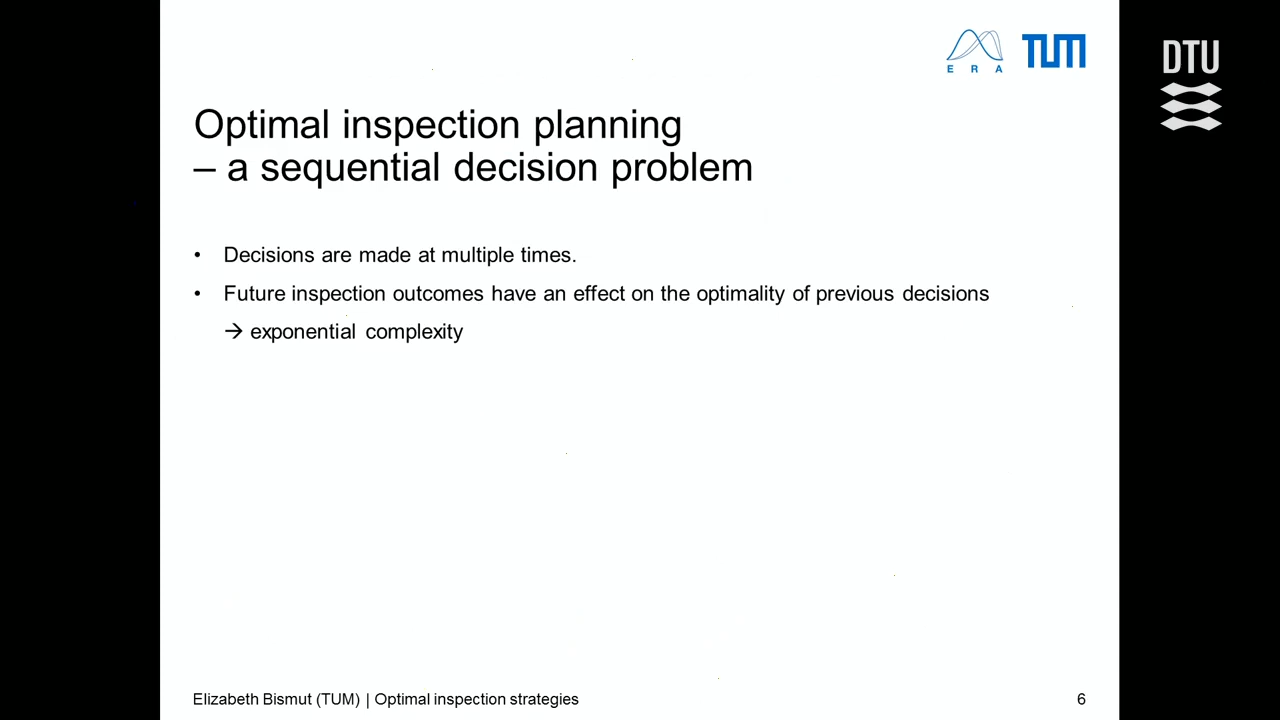 E R A
TUM
DTU
Optimal inspection planning
– a sequential decision problem
• Decisions are made at multiple times.
• Future inspection outcomes have an effect on the optimality of previous decisions
→ exponential complexity
Elizabeth Bismut (TUM) | Optimal inspection strategies
6